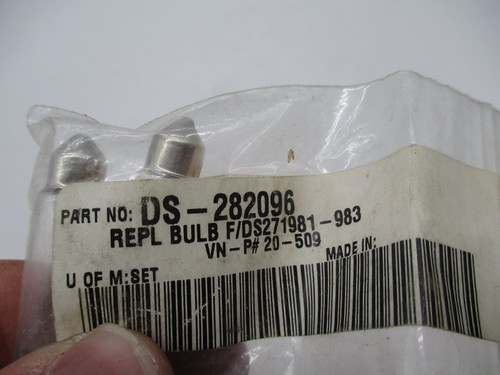 PART NO: DS-282096
REPL BULB F/DS271981-983
VN-P# 20-509
MADE IN:
U OF M:SET